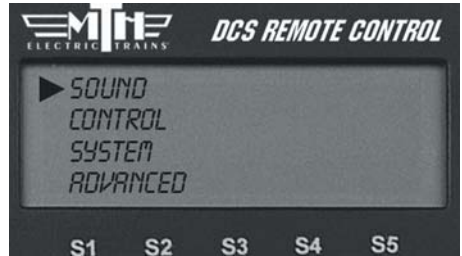 MTH DCS REMOTE CONTROL
ELECTRIC TRAINS
SOUND
CONTROL
SYSTEM
ADVANCED
S1 S2 S3 S4 S5